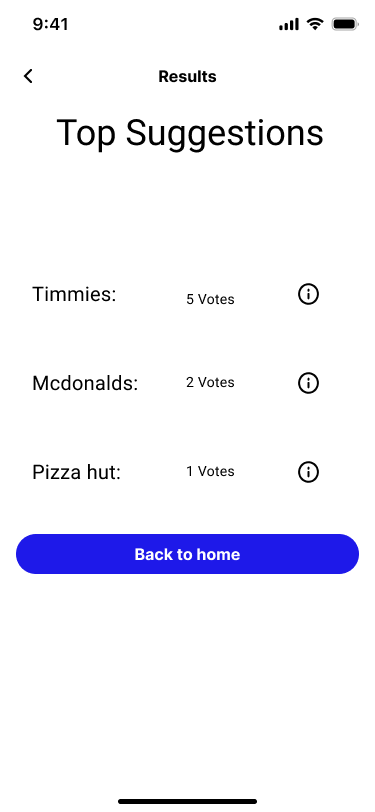 9:41
Results
Top Suggestions
Timmies: 5 Votes
Mcdonalds: 2 Votes
Pizza hut: 1 Votes
Back to home